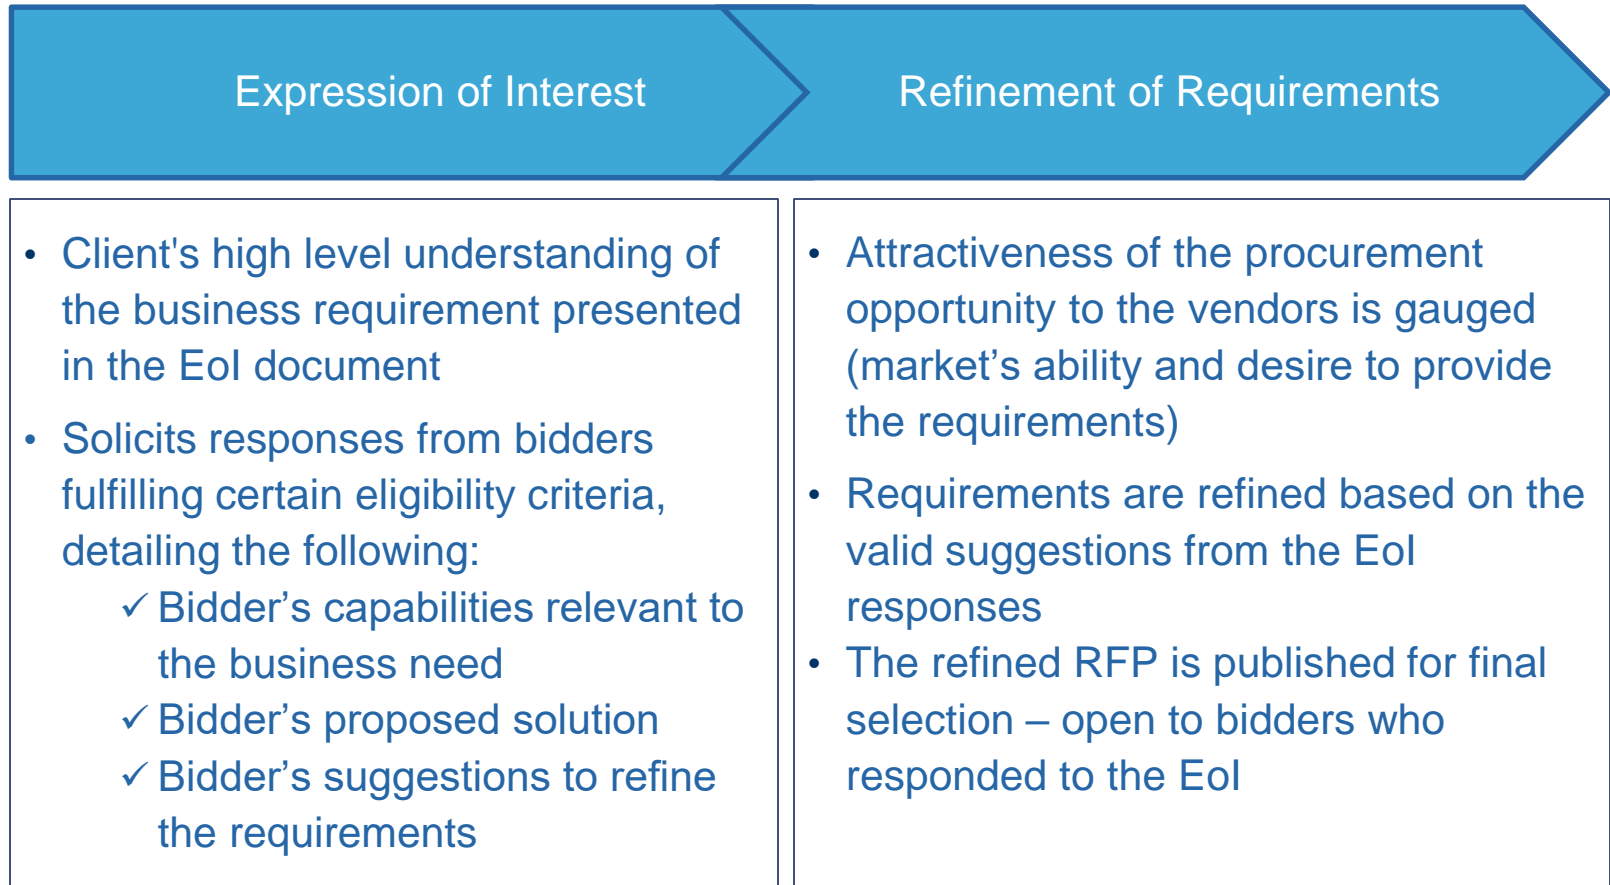 Expression of Interest
Refinement of Requirements
• Client's high level understanding of
the business requirement presented
in the EoI document
• Solicits responses from bidders
fulfilling certain eligibility criteria,
detailing the following:
✓ Bidder’s capabilities relevant to
the business need
✓ Bidder’s proposed solution
✓ Bidder’s suggestions to refine
the requirements
• Attractiveness of the procurement
opportunity to the vendors is gauged
(market’s ability and desire to provide
the requirements)
• Requirements are refined based on the
valid suggestions from the EoI
responses
• The refined RFP is published for final
selection – open to bidders who
responded to the EoI